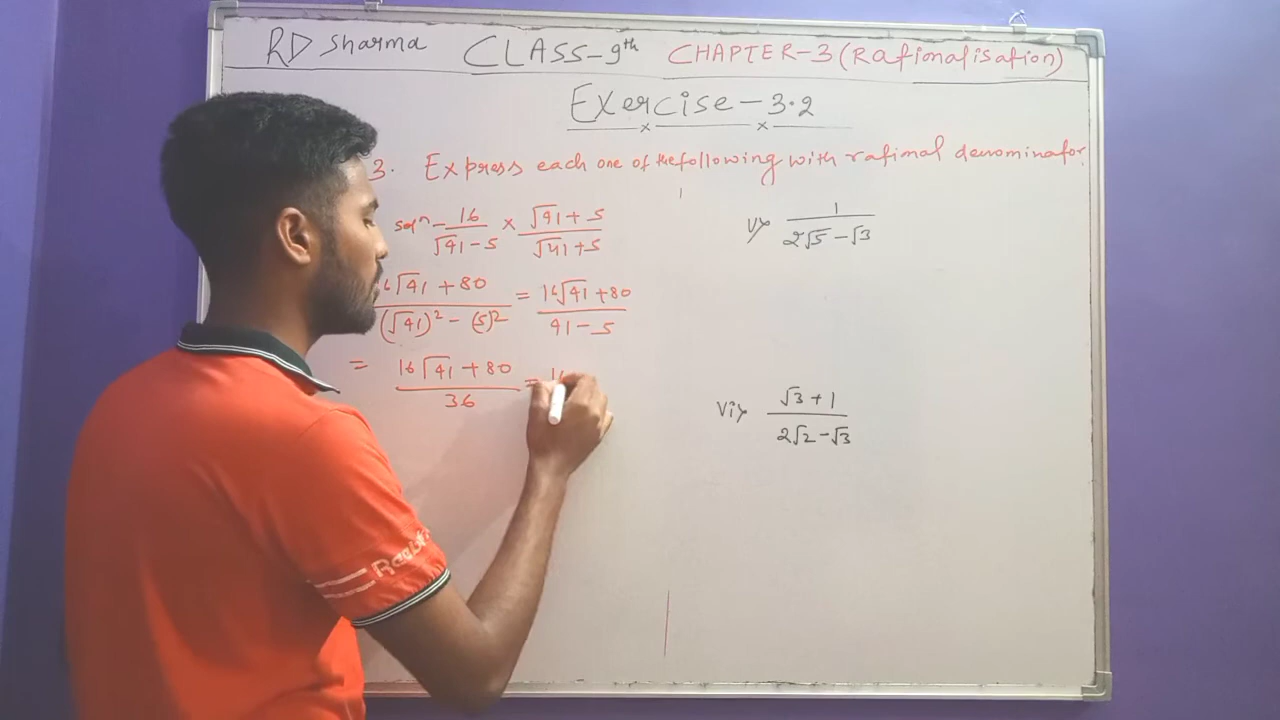 RD Sharma CLASS-9th CHAPTER-3 (Rationalisation)
Exercise-3.2
3. Express each one of the following with rational denominator.
soln- 16/(√41-5) × (√41+5)/(√41+5)
6√41+80/((√41)²-(5)²) = (16√41+80)/(41-5)
= (16√41+80)/36 = 1
v> 1/(2√5-√3)
vi> (√3+1)/(2√2-√3)